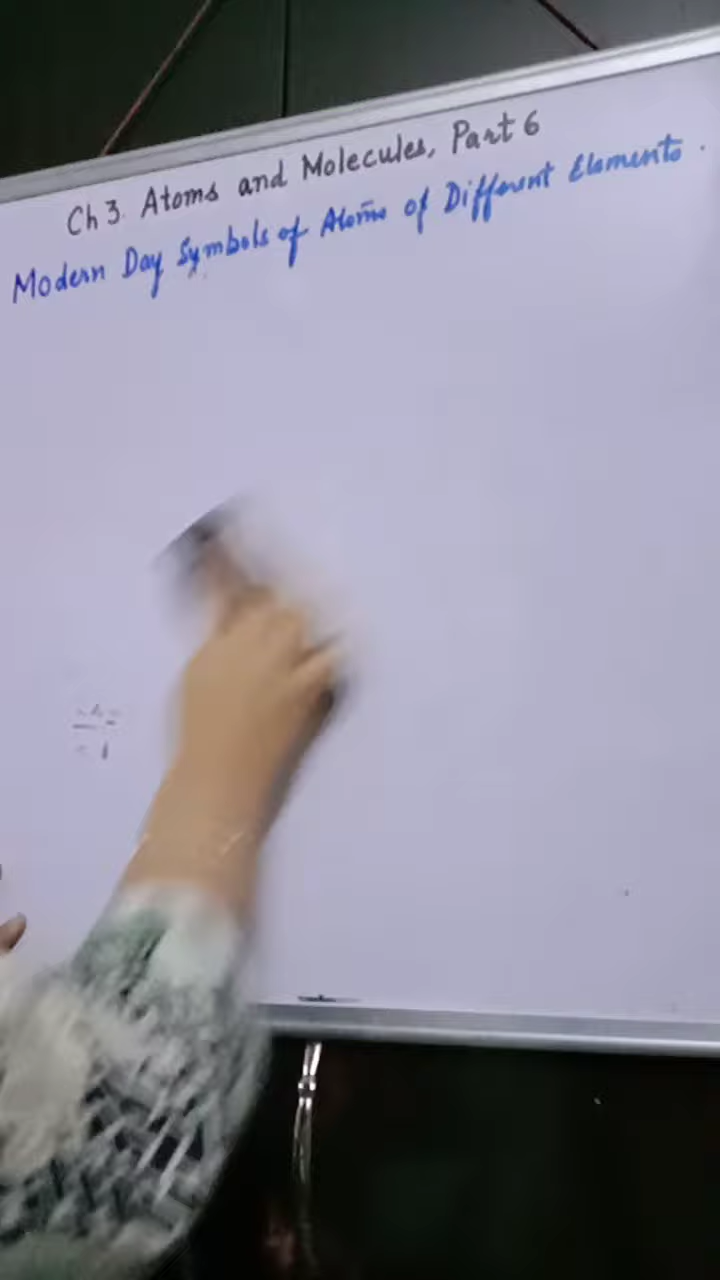 Ch 3. Atoms and Molecules, Part 6
Modern Day Symbols of Atoms of Different Elements.